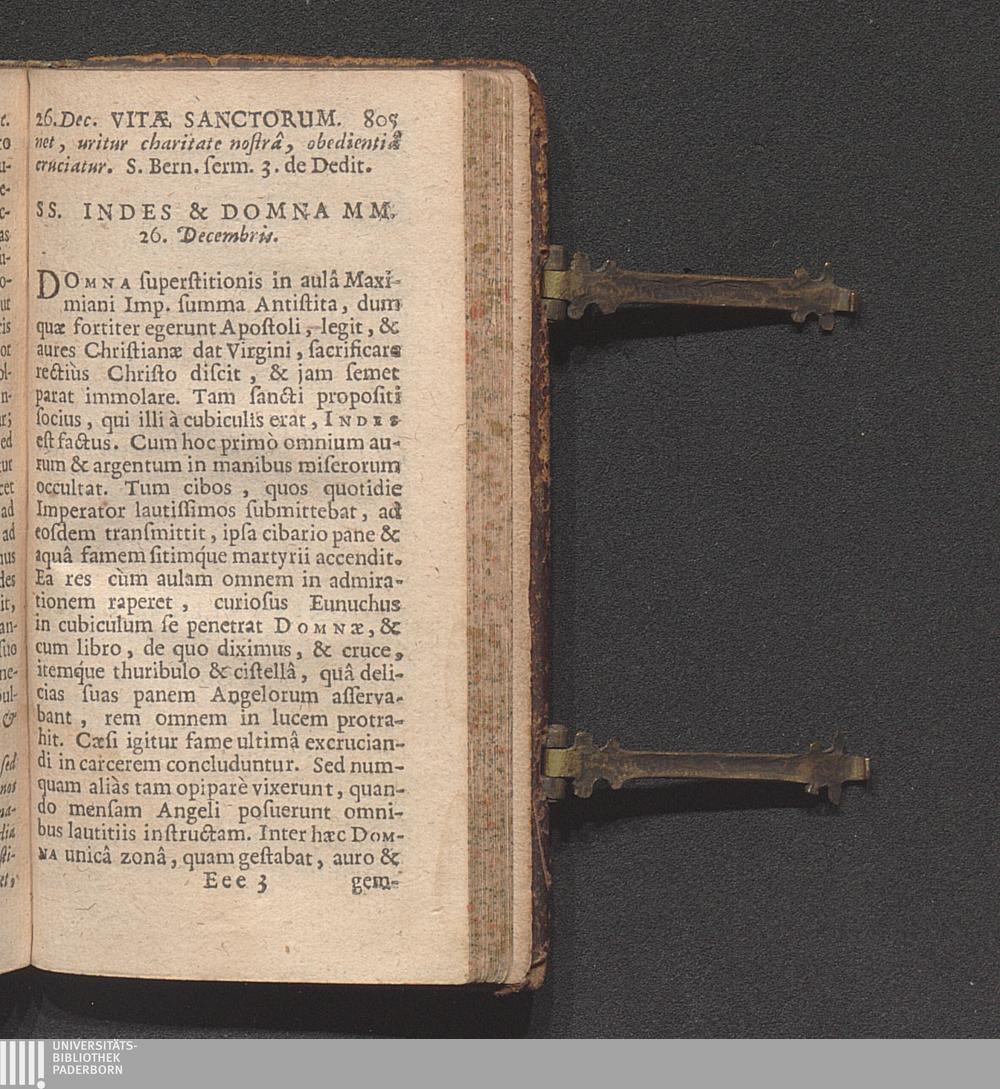 26. Dec. VITÆ SANCTORUM. 805
net, uritur charitate noſtrâ, obedientiâ
cruciatur. S. Bern. ſerm. 3. de Dedit.
SS. INDES & DOMNA MM.
26. Decembris.
DOMNA ſuperſtitionis in aulâ Maxi-
miani Imp. ſumma Antiſtita, dum
quæ fortiter egerunt Apoſtoli, legit, &
aures Chriſtianæ dat Virgini, ſacrificare
rectiùs Chriſto diſcit, & jam ſemet
parat immolare. Tam ſancti propoſiti
ſocius, qui illi à cubiculis erat, INDES
eſt factus. Cum hoc primò omnium au-
rum & argentum in manibus miſerorum
occultat. Tum cibos, quos quotidie
Imperator lautiſſimos ſubmittebat, ad
eoſdem tranſmittit, ipſa cibario pane &
aquâ famem ſitimq́ue martyrii accendit.
Ea res cùm aulam omnem in admira-
tionem raperet, curioſus Eunuchus
in cubiculum ſe penetrat DOMNÆ, &
cum libro, de quo diximus, & cruce,
itemq́ue thuribulo & ciſtellâ, quâ deli-
cias ſuas panem Angelorum aſſerva-
bant, rem omnem in lucem protra-
hit. Cæſi igitur fame ultimâ excrucian-
di in carcerem concluduntur. Sed num-
quam aliàs tam opiparè vixerunt, quan-
do menſam Angeli poſuerunt omni-
bus lautitiis inſtructam. Inter hæc DOM-
NA unicâ zonâ, quam geſtabat, auro &
Eee 3 gem-
UNIVERSITÄTS-
BIBLIOTHEK
PADERBORN